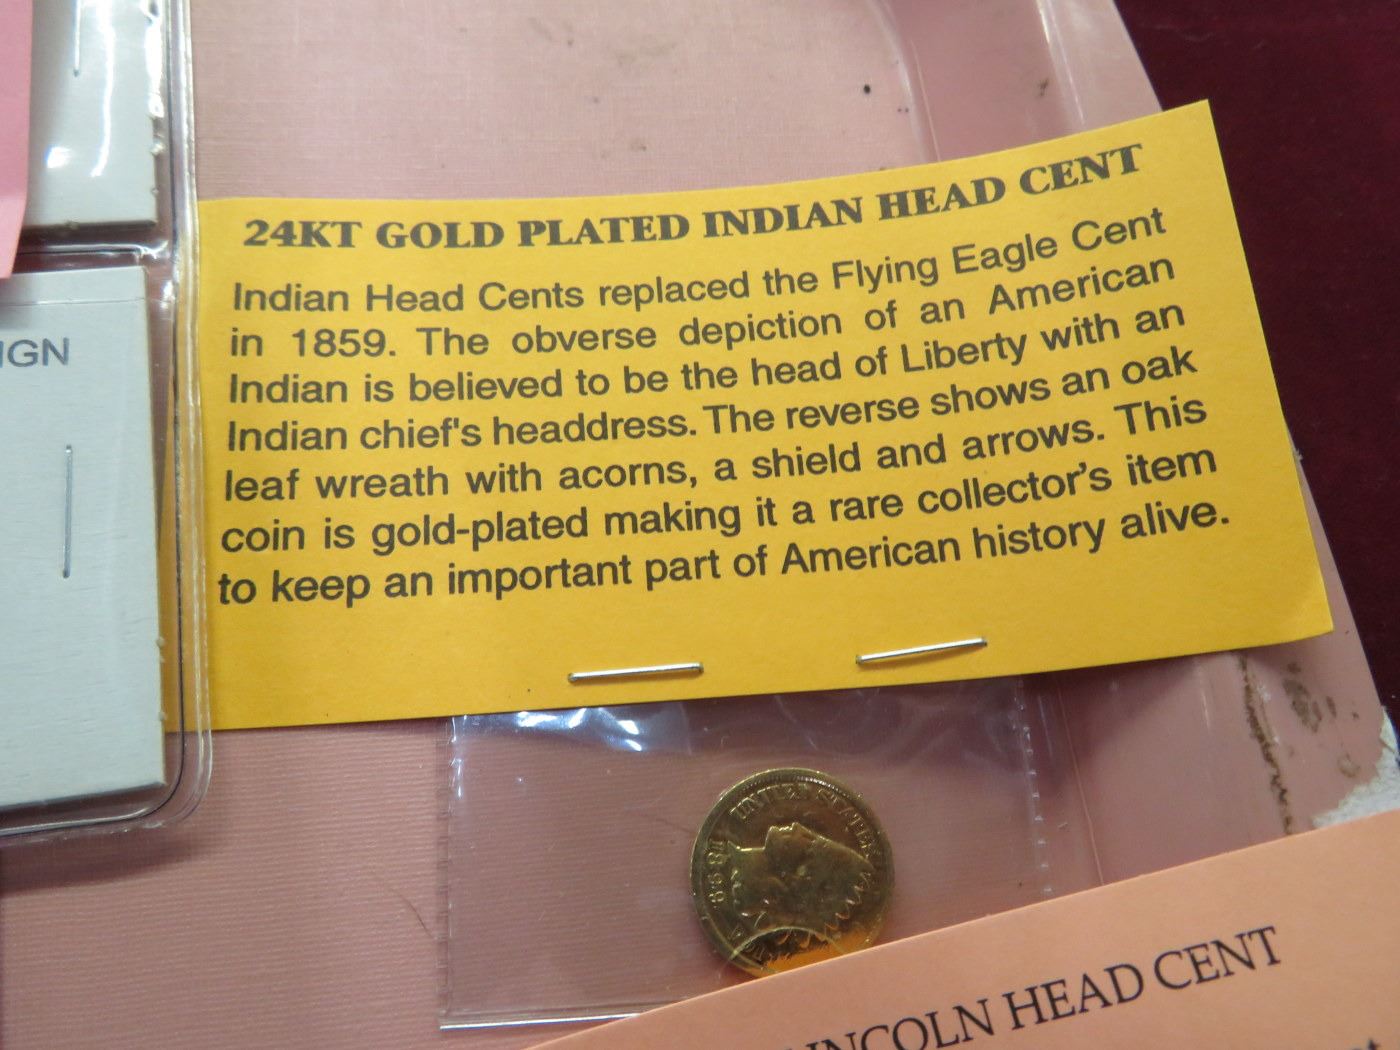 IGN
24KT GOLD PLATED INDIAN HEAD CENT
Indian Head Cents replaced the Flying Eagle Cent
in 1859. The obverse depiction of an American
Indian is believed to be the head of Liberty with an
Indian chief's headdress. The reverse shows an oak
leaf wreath with acorns, a shield and arrows. This
coin is gold-plated making it a rare collector's item
to keep an important part of American history alive.
UNITED STATES
HEAD CENT